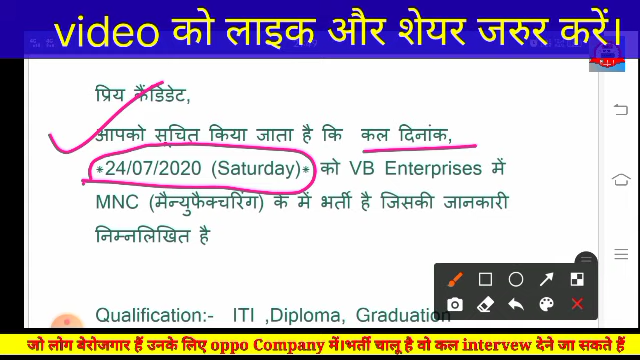 video को लाइक और शेयर जरुर करें।
प्रिय कैंडिडेट,
आपको सूचित किया जाता है कि कल दिनांक,
*24/07/2020 (Saturday)* को VB Enterprises में
MNC (मैन्युफैक्चरिंग) के में भर्ती है जिसकी जानकारी
निम्नलिखित है
Qualification:- ITI, Diploma, Graduation
जो लोग बेरोजगार हैं उनके लिए oppo Company में।भर्ती चालू है वो कल intervew देने जा सकते हैं